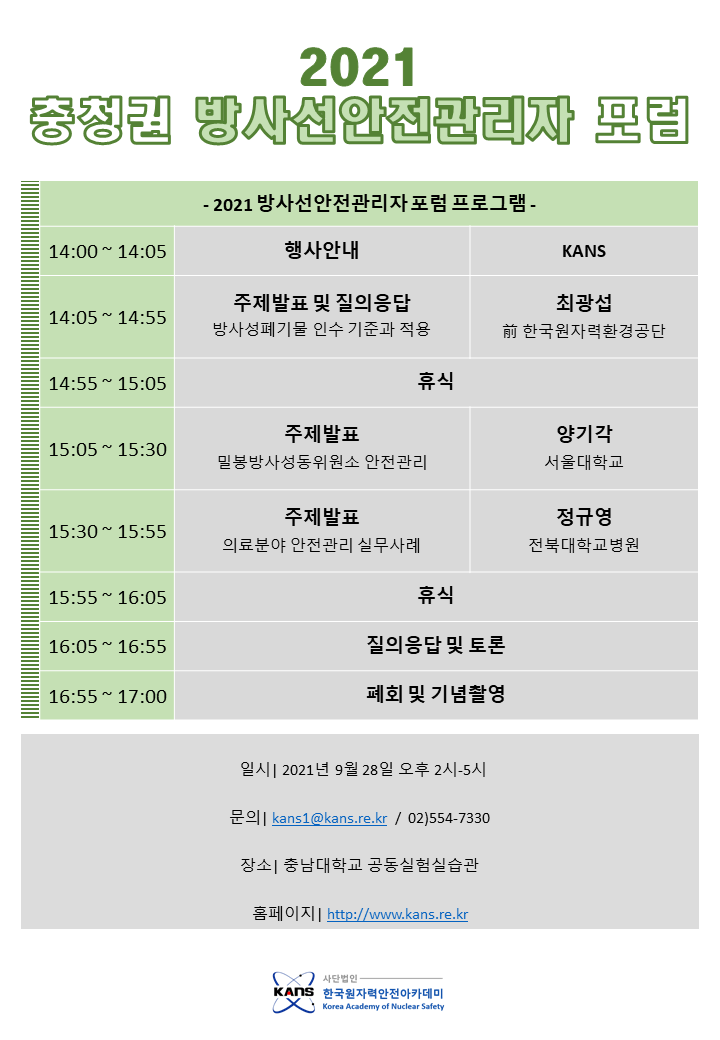 2021
충청권 방사선안전관리자 포럼
- 2021 방사선안전관리자 포럼 프로그램 -
14:00 ~ 14:05 행사안내 KANS
14:05 ~ 14:55 주제발표 및 질의응답 최광섭
방사성폐기물 인수 기준과 적용 前 한국원자력환경공단
14:55 ~ 15:05 휴식
15:05 ~ 15:30 주제발표 양기각
밀봉방사성동위원소 안전관리 서울대학교
15:30 ~ 15:55 주제발표 정규영
의료분야 안전관리 실무사례 전북대학교병원
15:55 ~ 16:05 휴식
16:05 ~ 16:55 질의응답 및 토론
16:55 ~ 17:00 폐회 및 기념촬영
일시| 2021년 9월 28일 오후 2시-5시
문의| kans1@kans.re.kr / 02)554-7330
장소| 충남대학교 공동실험실습관
홈페이지| http://www.kans.re.kr
사단법인
KANS 한국원자력안전아카데미
Korea Academy of Nuclear Safety